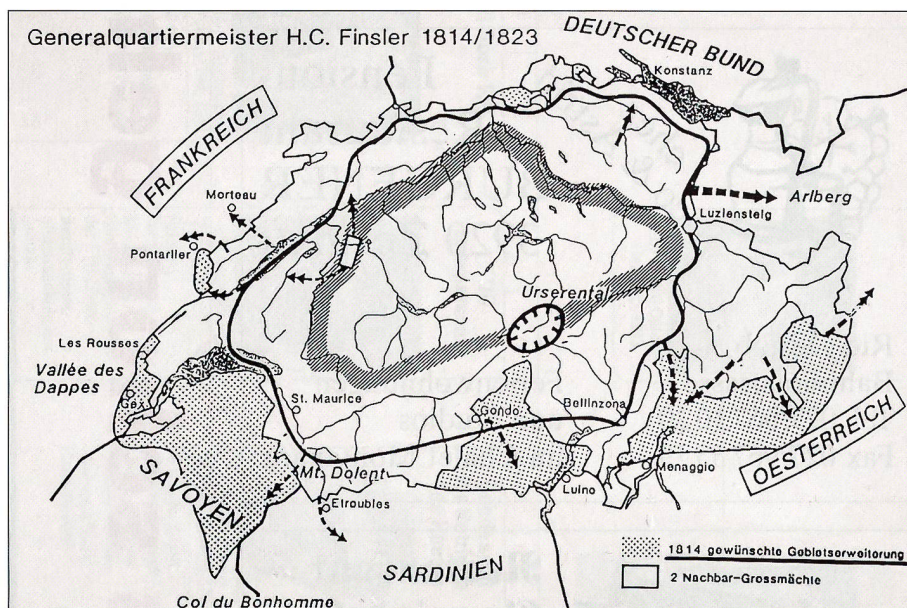 Generalquartiermeister H.C. Finsler 1814/1823
DEUTSCHER BUND
Konstanz
FRANKREICH
Morteau
Arlberg
Luziensteig
Pontarlier
Urserental
Les Rousses
Vallée des
Dappes
Gex
St. Maurice
Gondo
Bellinzona
OESTERREICH
Mt. Dolent
SAVOYEN
Menaggio
Luino
Etroubles
SARDINIEN
Col du Bonhomme
1814 gewünschte Gebietserweiterung
2 Nachbar-Grossmächte